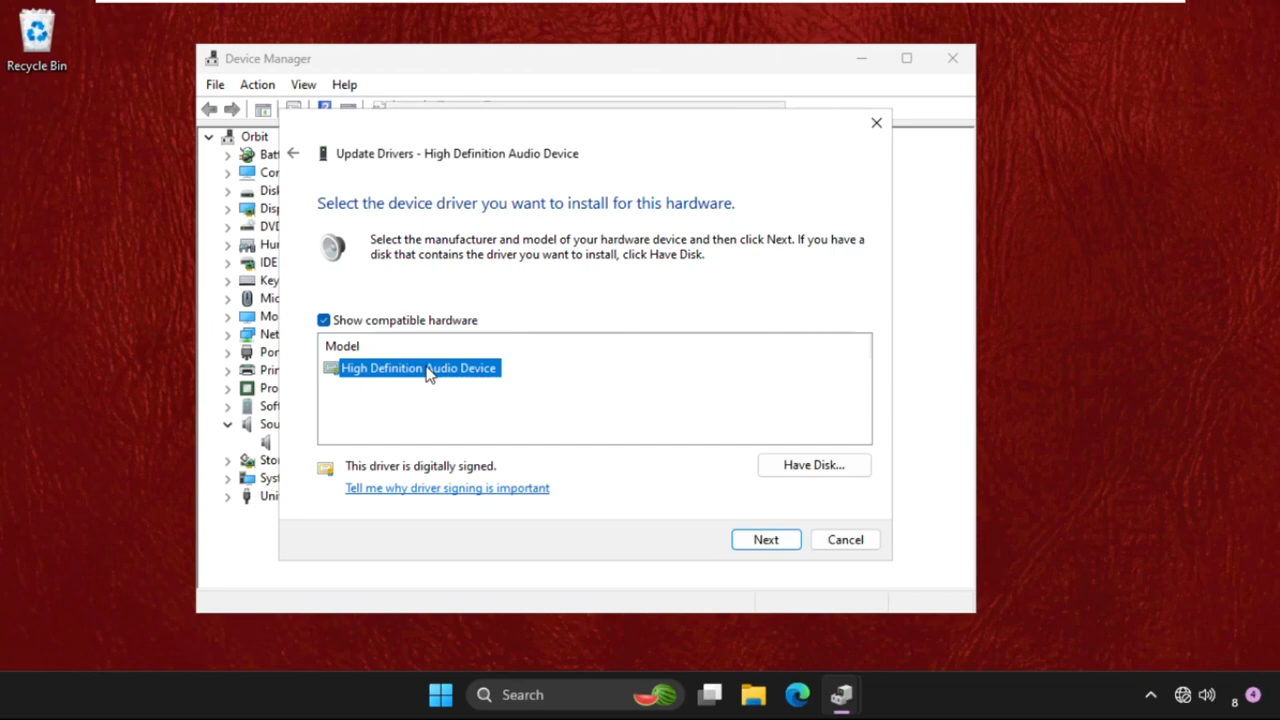 Recycle Bin
Device Manager
File Action View Help
Update Drivers - High Definition Audio Device
Select the device driver you want to install for this hardware.
Select the manufacturer and model of your hardware device and then click Next. If you have a
disk that contains the driver you want to install, click Have Disk.
Show compatible hardware
Model
High Definition Audio Device
This driver is digitally signed.
Have Disk...
Tell me why driver signing is important
Next Cancel
Orbit
Bat
Cor
Disk
Disp
DVD
Hur
IDE
Key
Mic
Mo
Net
Por
Prin
Pro
Soft
Sou
Stor
Syst
Uni
Search
8 4